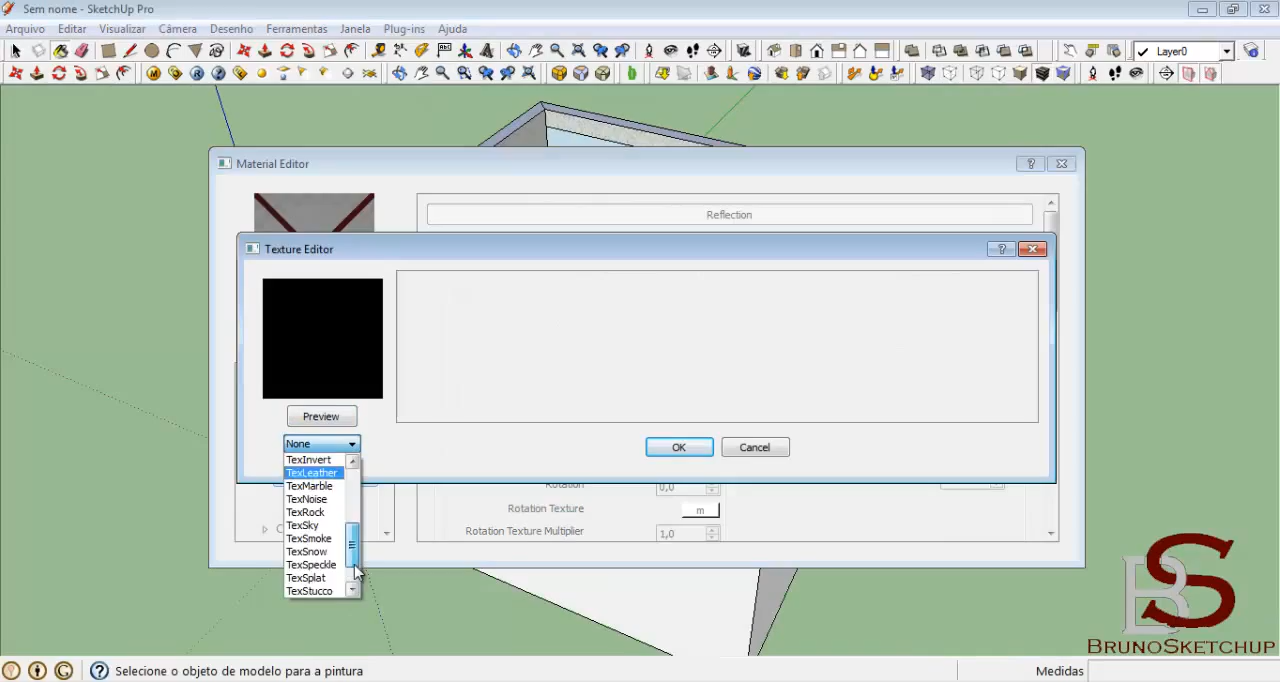 Sem nome - SketchUp Pro
Arquivo Editar Visualizar Câmera Desenho Ferramentas Janela Plug-ins Ajuda
Layer0
Material Editor
Reflection
Texture Editor
Preview
None
OK Cancel
TexInvert
TexLeather
TexMarble
TexNoise
TexRock
TexSky
TexSmoke
TexSnow
TexSpeckle
TexSplat
TexStucco
Rotation 0,0
Rotation Texture m
Rotation Texture Multiplier 1,0
BS
BrunoSketchup
Selecione o objeto de modelo para a pintura
Medidas